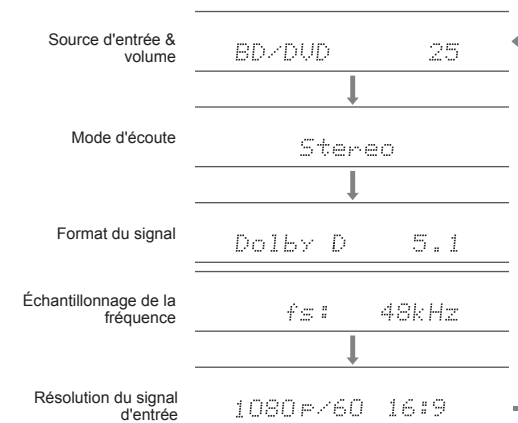 Source d'entrée &
volume
BD/DVD 25
Mode d'écoute
Stereo
Format du signal
Dolby D 5.1
Échantillonnage de la
fréquence
fs: 48kHz
Résolution du signal
d'entrée
1080p/60 16:9